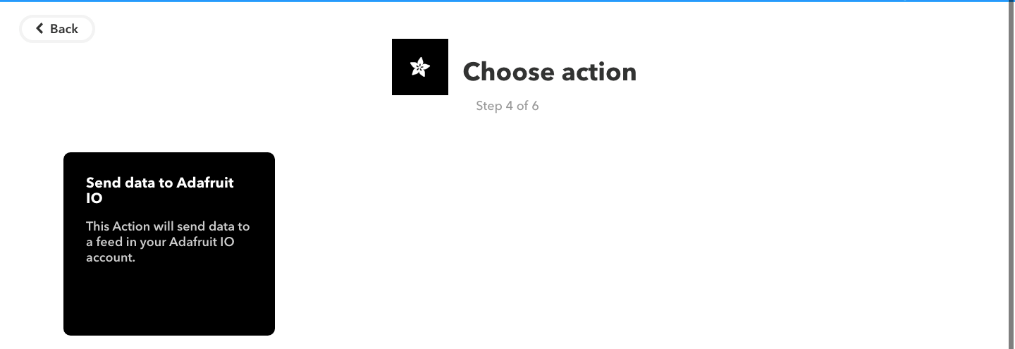 Back
Choose action
Step 4 of 6
Send data to Adafruit
IO
This Action will send data to
a feed in your Adafruit IO
account.